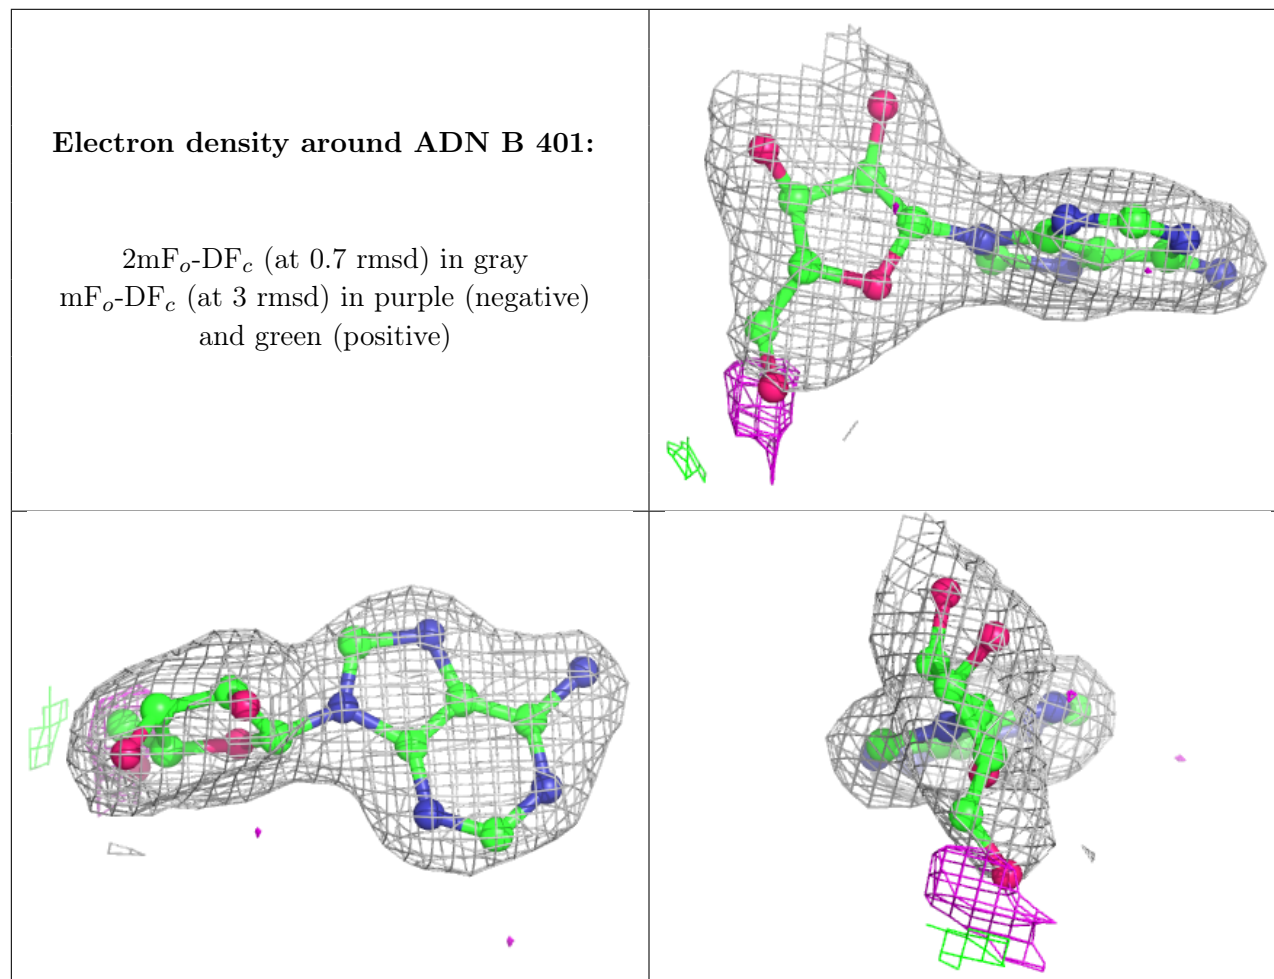 Electron density around ADN B 401:
2mFo-DFc (at 0.7 rmsd) in gray
mFo-DFc (at 3 rmsd) in purple (negative)
and green (positive)